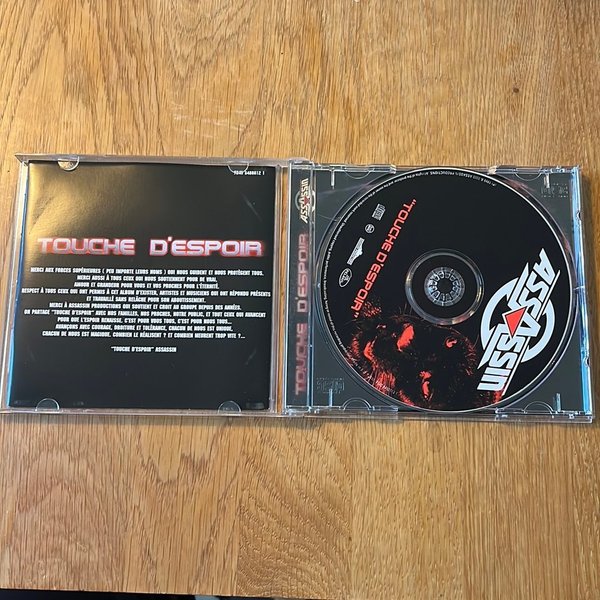 7243 8488612 1
TOUCHE D'ESPOIR
MERCI AUX FORCES SUPÉRIEURES ( PEU IMPORTE LEURS NOMS ) QUI NOUS GUIDENT ET NOUS PROTÈGENT TOUS,
MERCI AUSSI À TOUS CEUX QUI NOUS SOUTIENNENT POUR DE VRAI,
AMOUR ET GRANDEUR POUR VOUS ET VOS PROCHES POUR L'ÉTERNITÉ.
RESPECT À TOUS CEUX QUI ONT PERMIS À CET ALBUM D'EXISTER, ARTISTES ET MUSICIENS QUI ONT RÉPONDU PRÉSENTS
ET TRAVAILLÉ SANS RELÂCHE POUR SON ABOUTISSEMENT.
MERCI À ASSASSIN PRODUCTIONS QUI SOUTIENT ET CROIT AU GROUPE DEPUIS DES ANNÉES.
ON PARTAGE "TOUCHE D'ESPOIR" AVEC NOS FAMILLES, NOS PROCHES, NOTRE PUBLIC, ET TOUT CEUX QUI AVANCENT
POUR QUE L'ESPOIR RENAISSE, C'EST POUR VOUS TOUS, C'EST POUR NOUS TOUS...
AVANÇONS AVEC COURAGE, DROITURE ET TOLÉRANCE, CHACUN DE NOUS EST UNIQUE,
CHACUN DE NOUS EST MAGIQUE. COMBIEN LE RÉALISENT ? ET COMBIEN MEURENT TROP VITE ?...
"TOUCHE D'ESPOIR" ASSASSIN
ASSASSIN
TOUCHE D'ESPOIR
ASSASSIN
"TOUCHE D'ESPOIR"